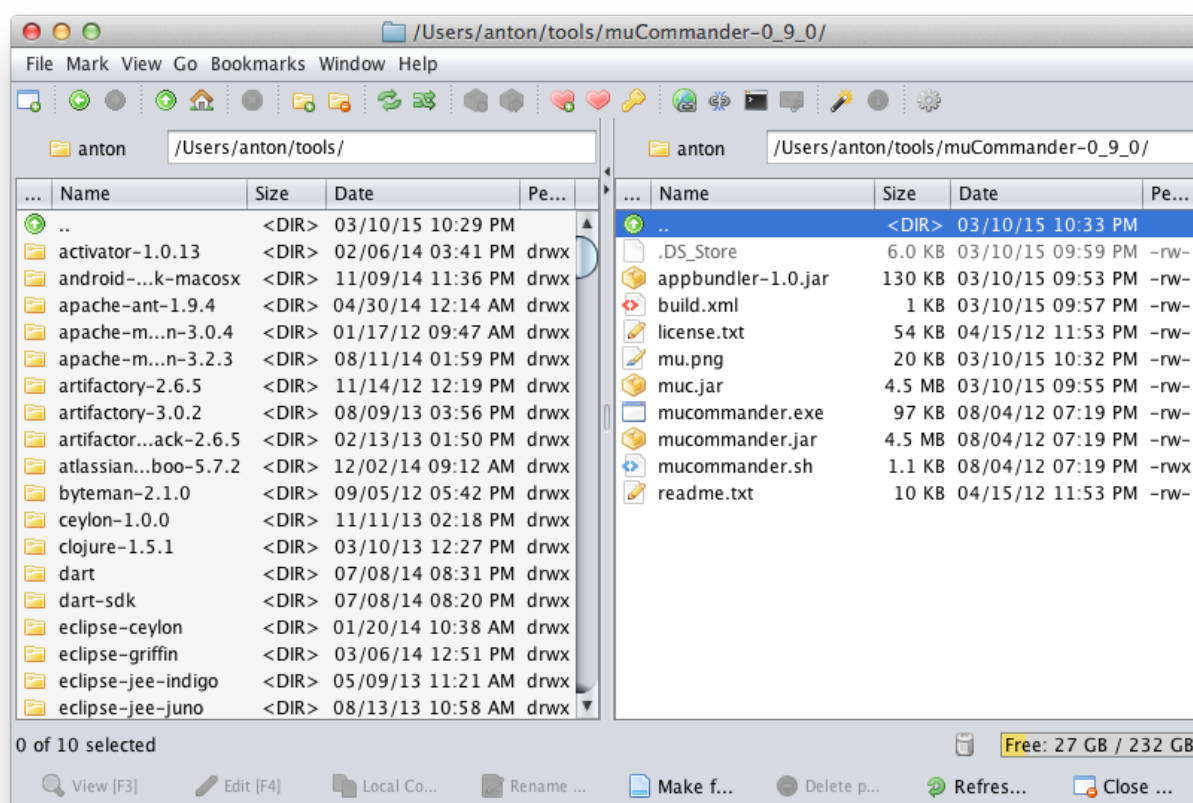 /Users/anton/tools/muCommander-0_9_0/
File Mark View Go Bookmarks Window Help
anton /Users/anton/tools/
... Name Size Date Pe...
.. <DIR> 03/10/15 10:29 PM
activator-1.0.13 <DIR> 02/06/14 03:41 PM drwx
android-...k-macosx <DIR> 11/09/14 11:36 PM drwx
apache-ant-1.9.4 <DIR> 04/30/14 12:14 AM drwx
apache-m...n-3.0.4 <DIR> 01/17/12 09:47 AM drwx
apache-m...n-3.2.3 <DIR> 08/11/14 01:59 PM drwx
artifactory-2.6.5 <DIR> 11/14/12 12:19 PM drwx
artifactory-3.0.2 <DIR> 08/09/13 03:56 PM drwx
artifactor...ack-2.6.5 <DIR> 02/13/13 01:50 PM drwx
atlassian...boo-5.7.2 <DIR> 12/02/14 09:12 AM drwx
byteman-2.1.0 <DIR> 09/05/12 05:42 PM drwx
ceylon-1.0.0 <DIR> 11/11/13 02:18 PM drwx
clojure-1.5.1 <DIR> 03/10/13 12:27 PM drwx
dart <DIR> 07/08/14 08:31 PM drwx
dart-sdk <DIR> 07/08/14 08:20 PM drwx
eclipse-ceylon <DIR> 01/20/14 10:38 AM drwx
eclipse-griffin <DIR> 03/06/14 12:51 PM drwx
eclipse-jee-indigo <DIR> 05/09/13 11:21 AM drwx
eclipse-jee-juno <DIR> 08/13/13 10:58 AM drwx
anton /Users/anton/tools/muCommander-0_9_0/
... Name Size Date Pe...
.. <DIR> 03/10/15 10:33 PM
.DS_Store 6.0 KB 03/10/15 09:59 PM -rw-
appbundler-1.0.jar 130 KB 03/10/15 09:53 PM -rw-
build.xml 1 KB 03/10/15 09:57 PM -rw-
license.txt 54 KB 04/15/12 11:53 PM -rw-
mu.png 20 KB 03/10/15 10:32 PM -rw-
muc.jar 4.5 MB 03/10/15 09:55 PM -rw-
mucommander.exe 97 KB 08/04/12 07:19 PM -rw-
mucommander.jar 4.5 MB 08/04/12 07:19 PM -rw-
mucommander.sh 1.1 KB 08/04/12 07:19 PM -rwx
readme.txt 10 KB 04/15/12 11:53 PM -rw-
0 of 10 selected
Free: 27 GB / 232 GB
View [F3] Edit [F4] Local Co... Rename ... Make f... Delete p... Refres... Close ...